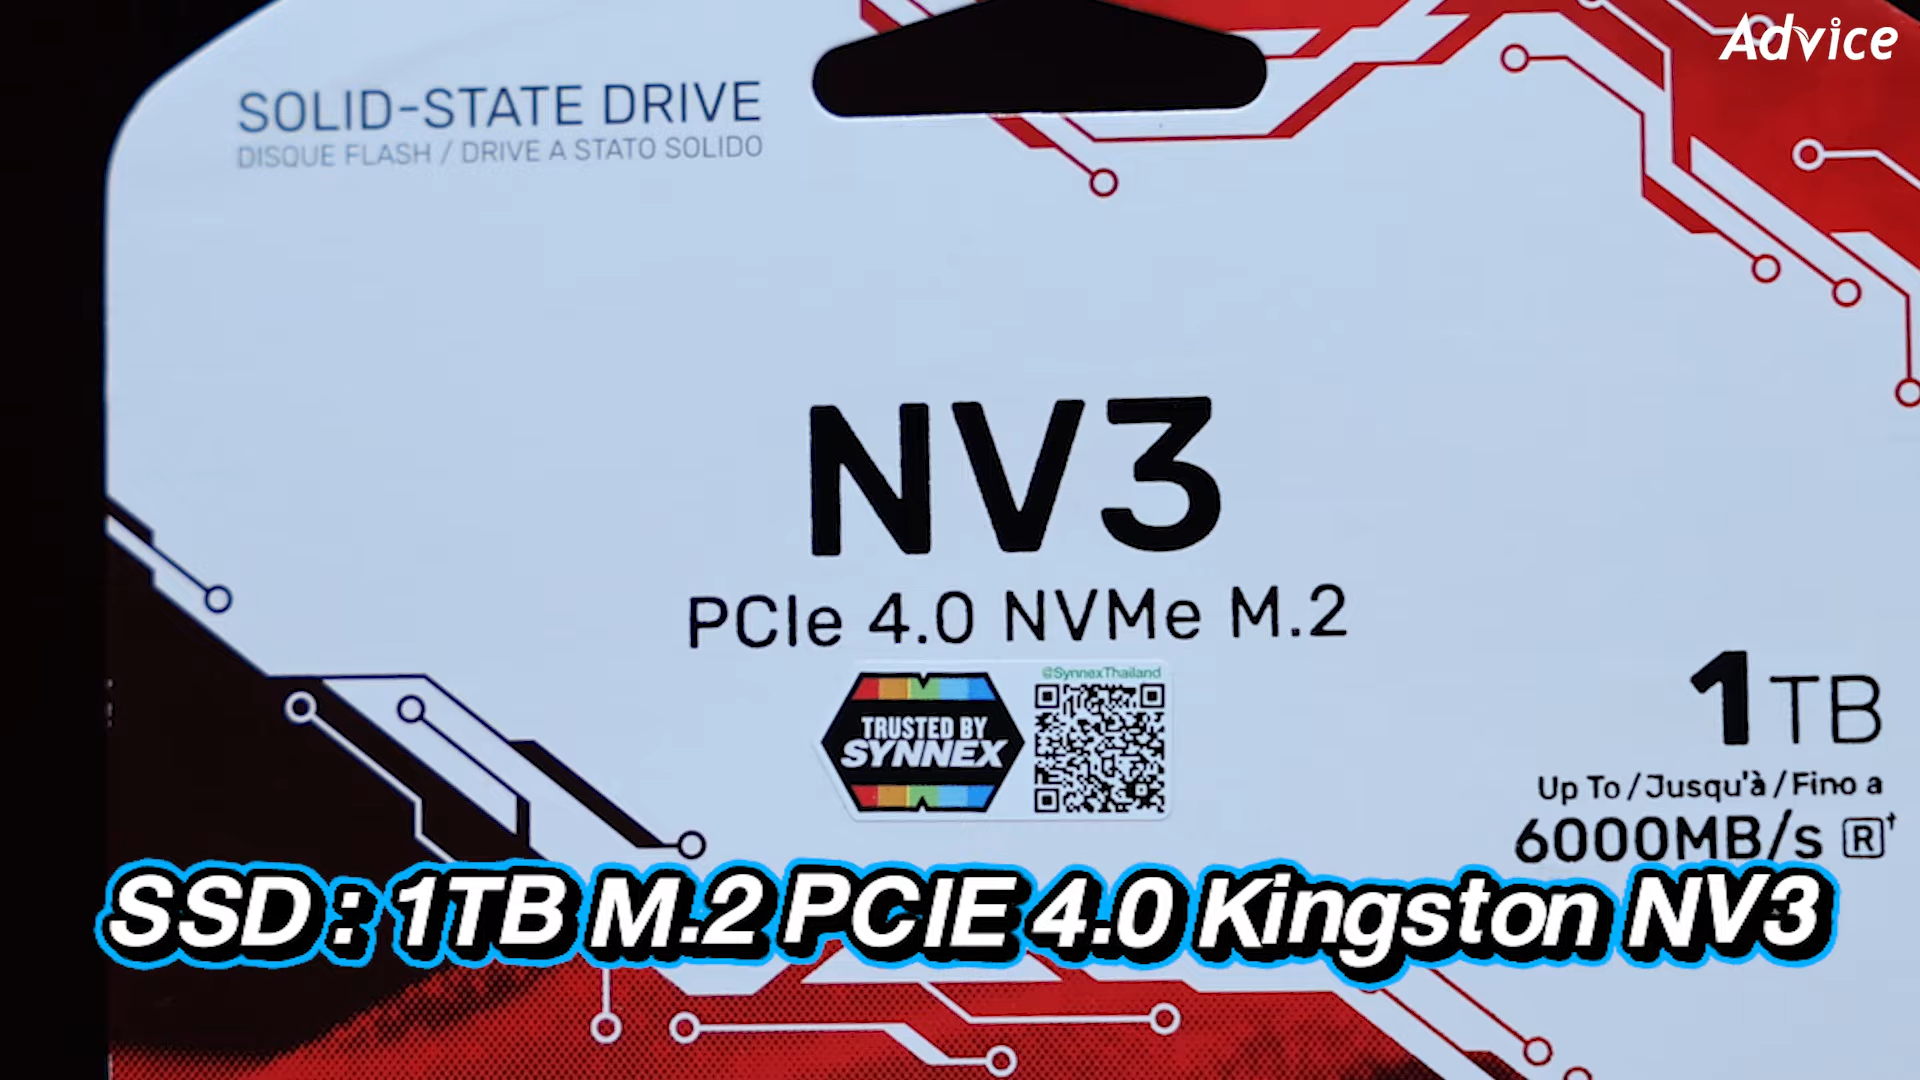 Advice
SOLID-STATE DRIVE
DISQUE FLASH / DRIVE A STATO SOLIDO
NV3
PCIe 4.0 NVMe M.2
@SynnexThailand
TRUSTED BY
SYNNEX
1TB
Up To / Jusqu'à / Fino a
6000MB/s R†
SSD : 1TB M.2 PCIE 4.0 Kingston NV3